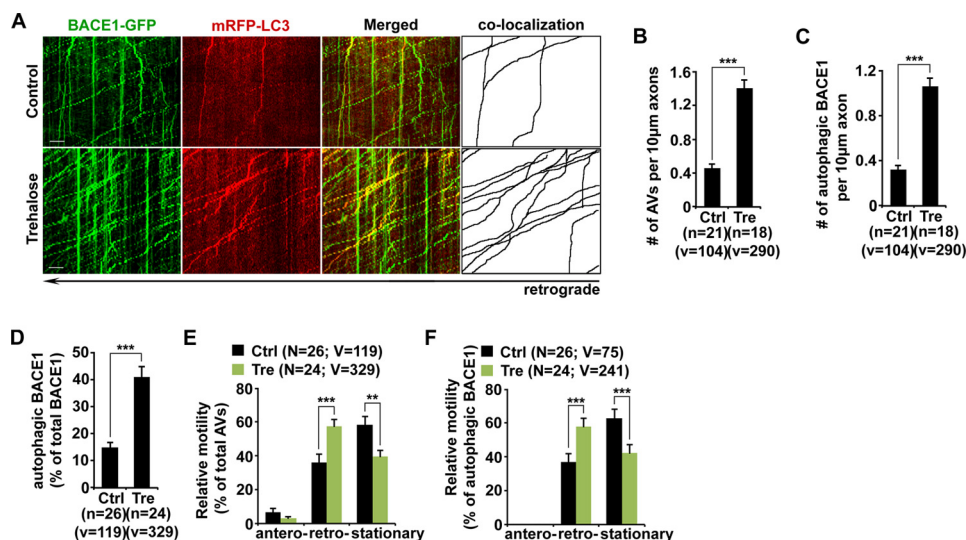 A
BACE1-GFP mRFP-LC3 Merged co-localization
Control
Trehalose
retrograde
B
***
# of AVs per 10µm axons
1.6
1.2
0.8
0.4
0
Ctrl Tre
(n=21)(n=18)
(v=104)(v=290)
C
***
# of autophagic BACE1
per 10µm axon
1.2
0.8
0.4
0
Ctrl Tre
(n=21)(n=18)
(v=104)(v=290)
D
***
autophagic BACE1
(% of total BACE1)
50
40
30
20
10
0
Ctrl Tre
(n=26)(n=24)
(v=119)(v=329)
E
Ctrl (N=26; V=119)
Tre (N=24; V=329)
Relative motility
(% of total AVs)
80
60
40
20
0
***
**
antero-retro-stationary
F
Ctrl (N=26; V=75)
Tre (N=24; V=241)
Relative motility
(% of autophagic BACE1)
80
60
40
20
0
***
***
antero-retro-stationary